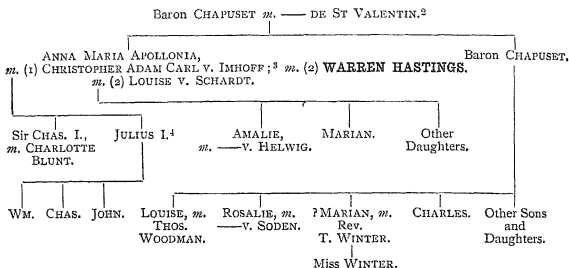 Baron CHAPUSET m. — DE ST VALENTIN.²
ANNA MARIA APOLLONIA,
Baron CHAPUSET.
m. (1) CHRISTOPHER ADAM CARL V. IMHOFF;³ m. (2) WARREN HASTINGS.
m. (2) LOUISE V. SCHARDT.
Sir CHAS. I., JULIUS I.⁴ AMALIE, MARIAN. Other
m. CHARLOTTE m. —V. HELWIG. Daughters.
BLUNT.
WM. CHAS. JOHN. LOUISE, m. ROSALIE, m. ?MARIAN, m. CHARLES. Other Sons
THOS. —V. SODEN. Rev. and
WOODMAN. T. WINTER. Daughters.
Miss WINTER.